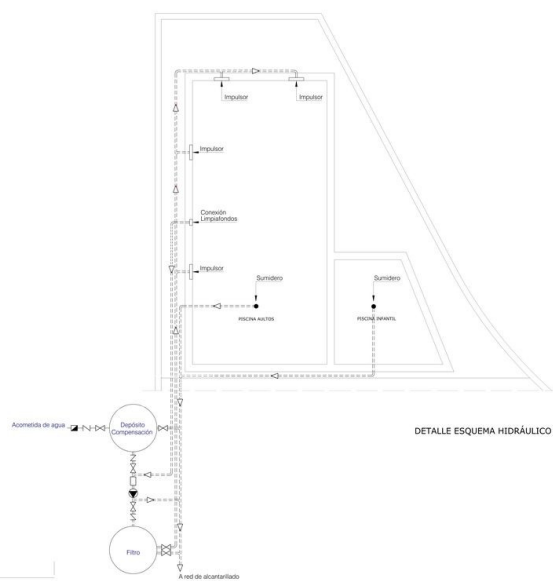 Impulsor
Impulsor
Impulsor
Conexión
Limpiafondos
Impulsor
Sumidero
Sumidero
PISCINA AULTOS
PISCINA INFANTIL
Acometida de agua
Depósito
Compensación
DETALLE ESQUEMA HIDRÁULICO
Filtro
A red de alcantarillado